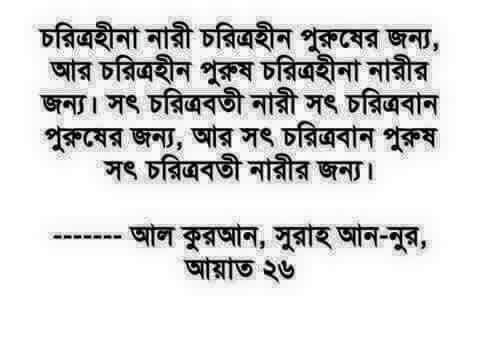 চরিত্রহীনা নারী চরিত্রহীন পুরুষের জন্য,
আর চরিত্রহীন পুরুষ চরিত্রহীনা নারীর
জন্য। সৎ চরিত্রবতী নারী সৎ চরিত্রবান
পুরুষের জন্য, আর সৎ চরিত্রবান পুরুষ
সৎ চরিত্রবতী নারীর জন্য।
------- আল কুরআন, সুরাহ আন-নুর,
আয়াত ২৬